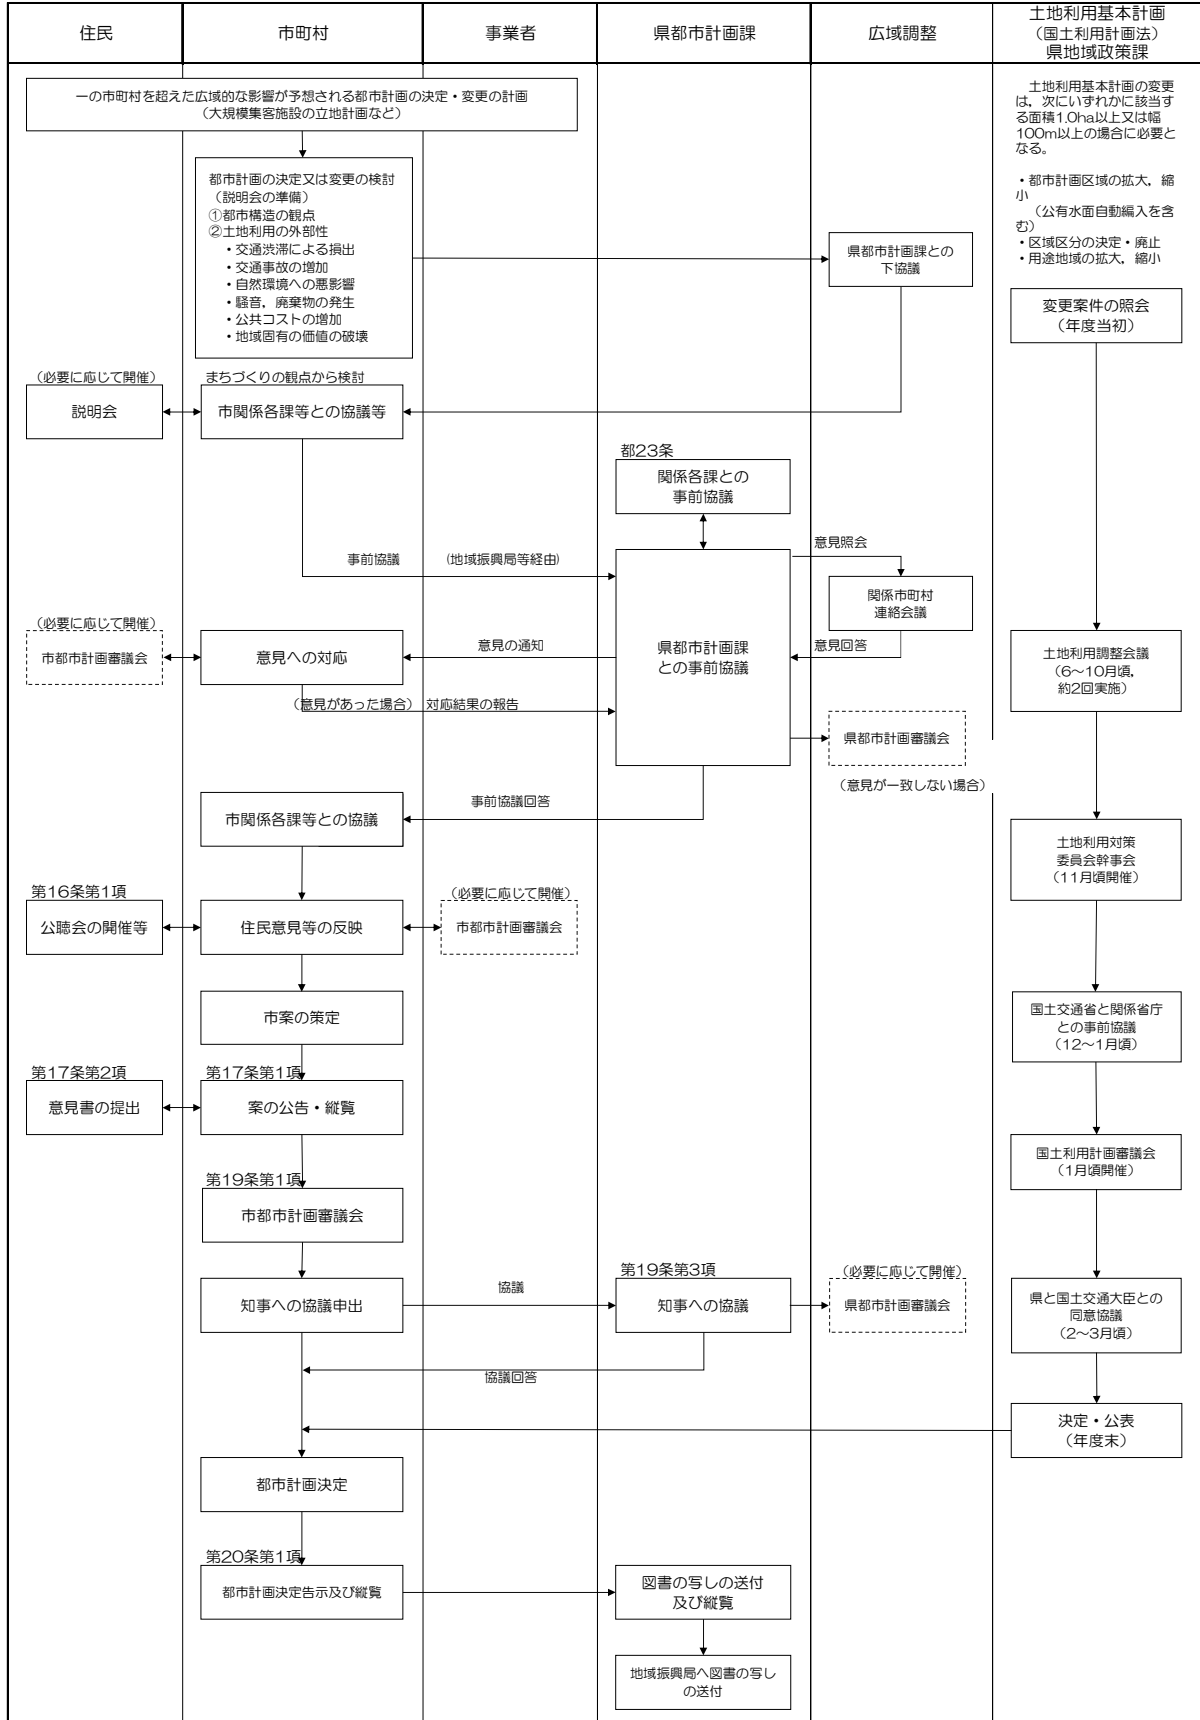 住民
市町村
事業者
県都市計画課
広域調整
土地利用基本計画
（国土利用計画法）
県地域政策課
一の市町村を超えた広域的な影響が予想される都市計画の決定・変更の計画
（大規模集客施設の立地計画など）
土地利用基本計画の変更
は，次にいずれかに該当す
る面積1.0ha以上又は幅
100m以上の場合に必要と
なる。
・都市計画区域の拡大，縮
小
（公有水面自動編入を含
む）
・区域区分の決定・廃止
・用途地域の拡大，縮小
都市計画の決定又は変更の検討
（説明会の準備）
①都市構造の観点
②土地利用の外部性
・交通渋滞による損出
・交通事故の増加
・自然環境への悪影響
・騒音，廃棄物の発生
・公共コストの増加
・地域固有の価値の破壊
県都市計画課との
下協議
変更案件の照会
（年度当初）
（必要に応じて開催）
説明会
まちづくりの観点から検討
市関係各課等との協議等
都23条
関係各課との
事前協議
事前協議
(地域振興局等経由)
意見照会
関係市町村
連絡会議
（必要に応じて開催）
市都市計画審議会
意見への対応
意見の通知
県都市計画課
との事前協議
意見回答
土地利用調整会議
（6～10月頃，
約2回実施）
（意見があった場合）
対応結果の報告
県都市計画審議会
（意見が一致しない場合）
事前協議回答
市関係各課等との協議
土地利用対策
委員会幹事会
（11月頃開催）
第16条第1項
公聴会の開催等
住民意見等の反映
（必要に応じて開催）
市都市計画審議会
市案の策定
国土交通省と関係省庁
との事前協議
（12～1月頃）
第17条第2項
意見書の提出
第17条第1項
案の公告・縦覧
国土利用計画審議会
（1月頃開催）
第19条第1項
市都市計画審議会
知事への協議申出
協議
第19条第3項
知事への協議
（必要に応じて開催）
県都市計画審議会
県と国土交通大臣との
同意協議
（2～3月頃）
協議回答
決定・公表
（年度末）
都市計画決定
第20条第1項
都市計画決定告示及び縦覧
図書の写しの送付
及び縦覧
地域振興局へ図書の写し
の送付